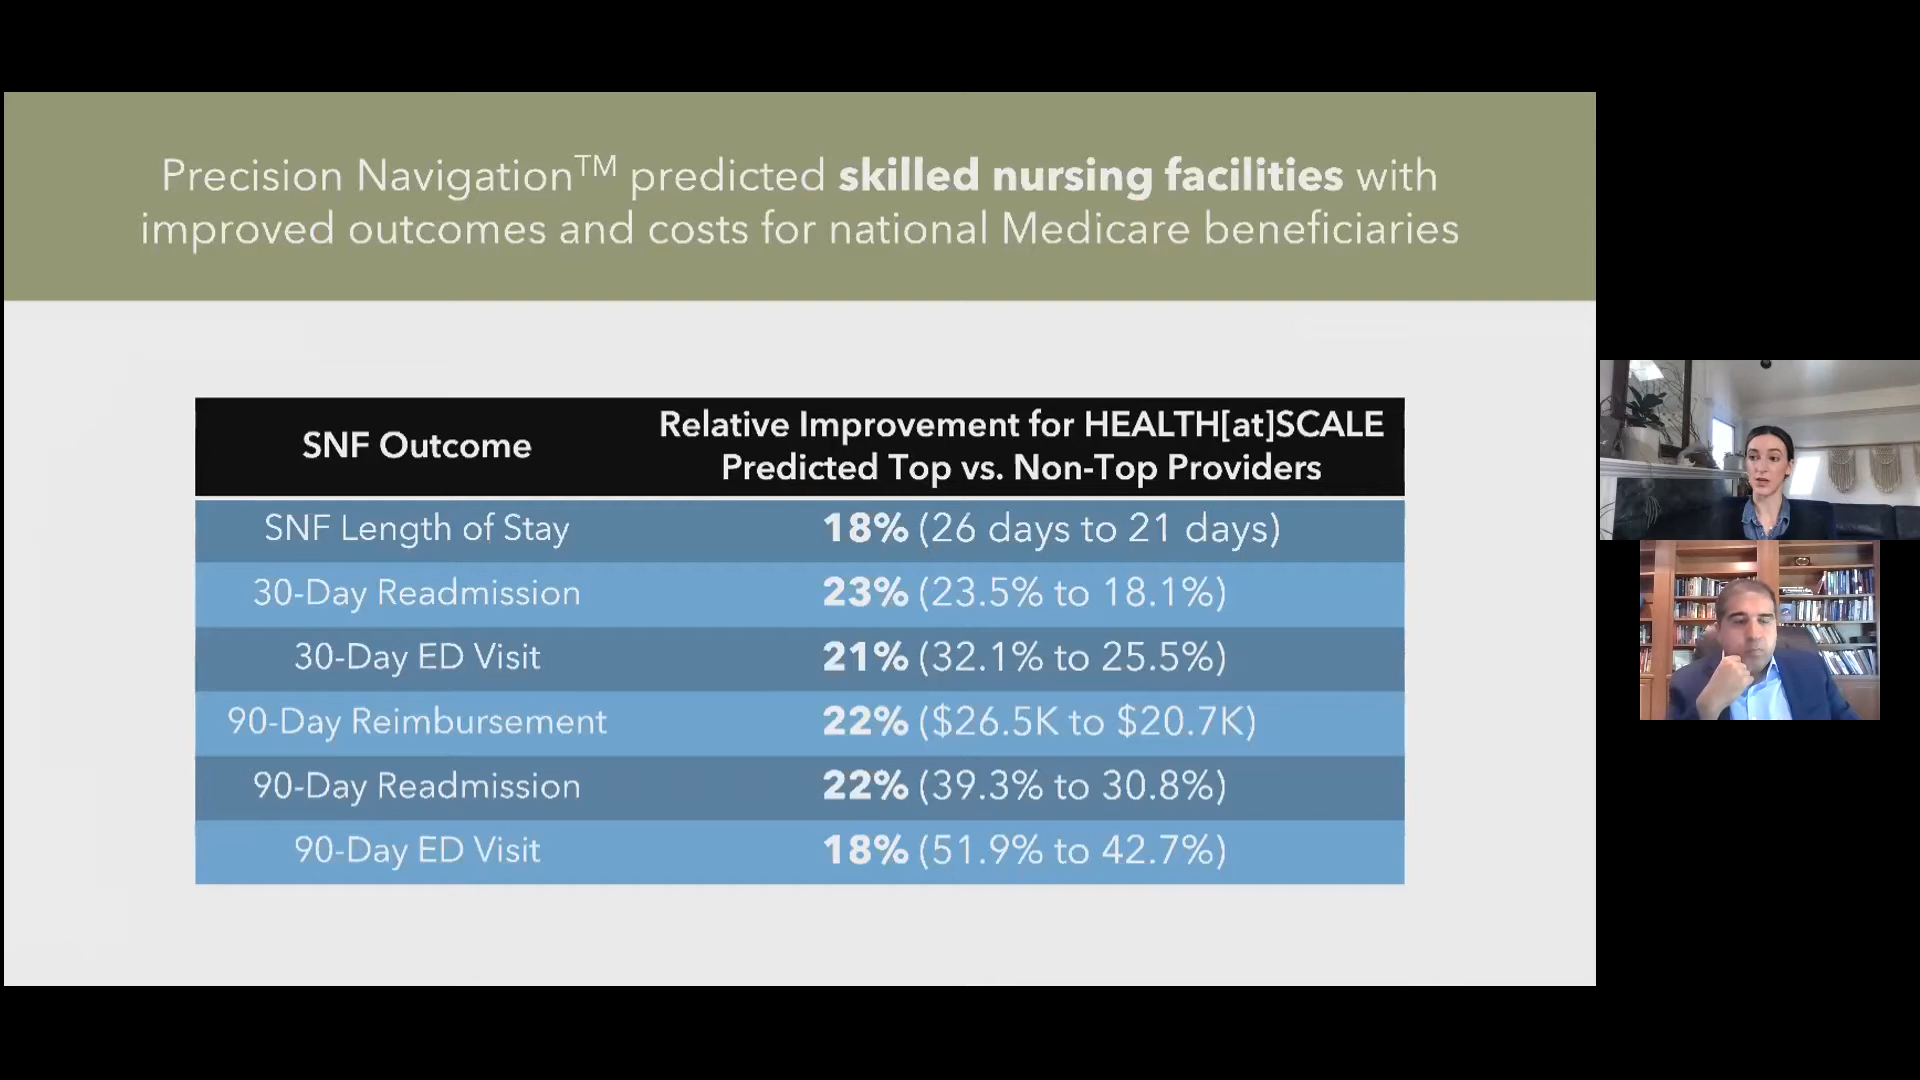 Precision Navigation™ predicted skilled nursing facilities with
improved outcomes and costs for national Medicare beneficiaries
SNF Outcome
Relative Improvement for HEALTH[at]SCALE
Predicted Top vs. Non-Top Providers
SNF Length of Stay
18% (26 days to 21 days)
30-Day Readmission
23% (23.5% to 18.1%)
30-Day ED Visit
21% (32.1% to 25.5%)
90-Day Reimbursement
22% ($26.5K to $20.7K)
90-Day Readmission
22% (39.3% to 30.8%)
90-Day ED Visit
18% (51.9% to 42.7%)